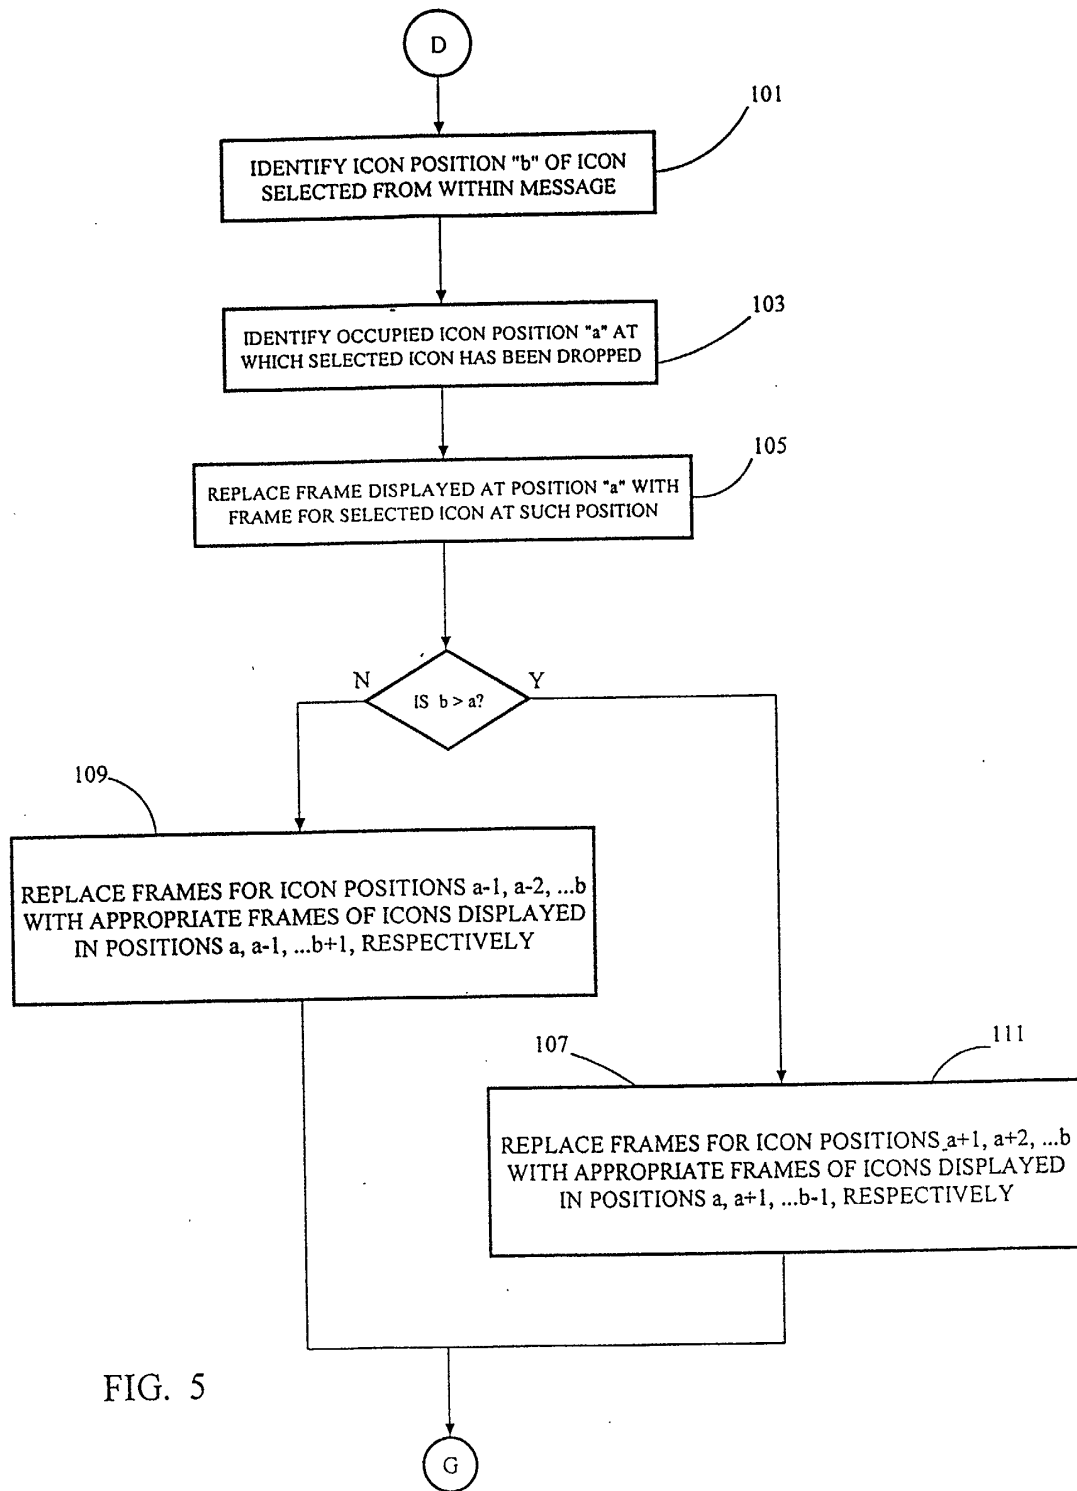 D
101
IDENTIFY ICON POSITION "b" OF ICON
SELECTED FROM WITHIN MESSAGE
103
IDENTIFY OCCUPIED ICON POSITION "a" AT
WHICH SELECTED ICON HAS BEEN DROPPED
105
REPLACE FRAME DISPLAYED AT POSITION "a" WITH
FRAME FOR SELECTED ICON AT SUCH POSITION
N
Y
IS b > a?
109
REPLACE FRAMES FOR ICON POSITIONS a-1, a-2, ...b
WITH APPROPRIATE FRAMES OF ICONS DISPLAYED
IN POSITIONS a, a-1, ...b+1, RESPECTIVELY
107
111
REPLACE FRAMES FOR ICON POSITIONS a+1, a+2, ...b
WITH APPROPRIATE FRAMES OF ICONS DISPLAYED
IN POSITIONS a, a+1, ...b-1, RESPECTIVELY
FIG. 5
G